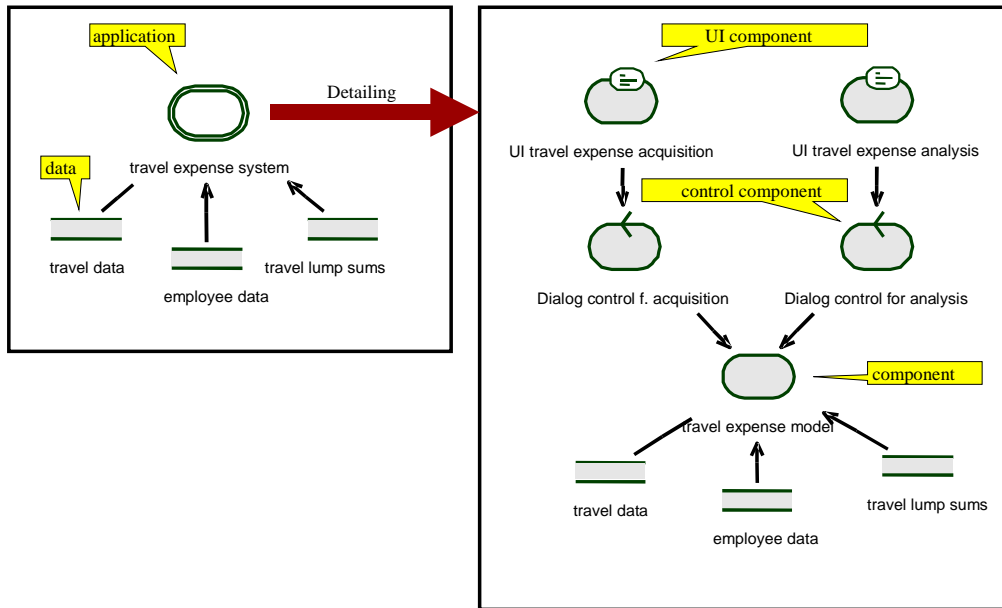 application
Detailing
travel expense system
data
travel data
travel lump sums
employee data
UI component
UI travel expense acquisition
UI travel expense analysis
control component
Dialog control f. acquisition
Dialog control for analysis
component
travel expense model
travel data
travel lump sums
employee data